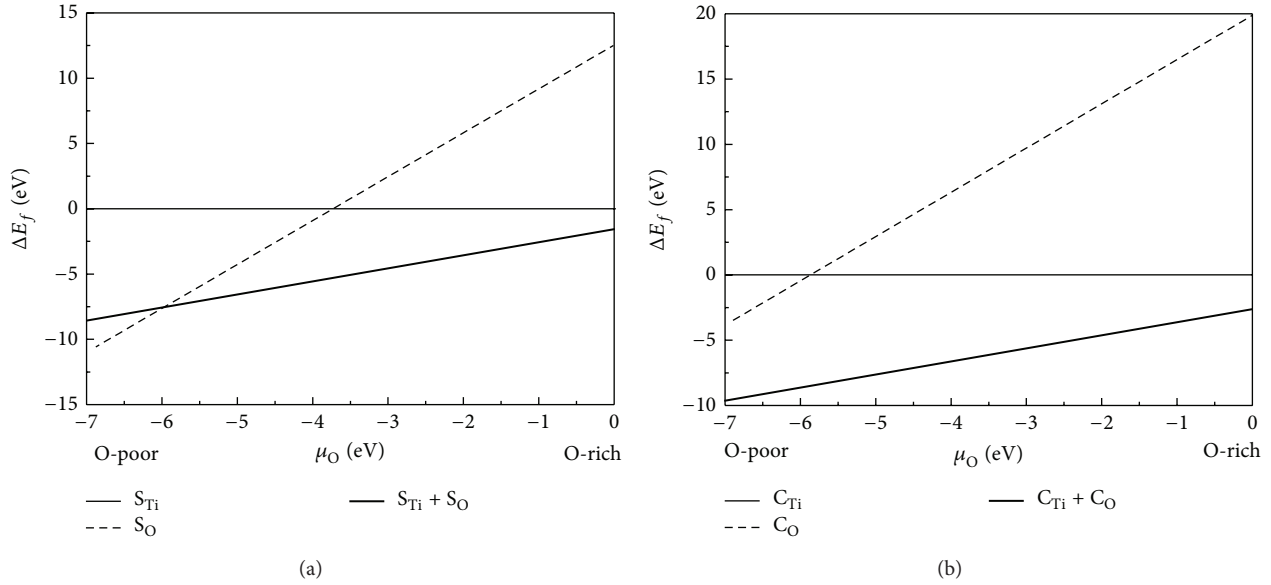 15
10
5
0
−5
−10
−15
ΔE_f (eV)
−7
−6
−5
−4
−3
−2
−1
0
O-poor
μ_O (eV)
O-rich
S_Ti
S_O
S_Ti + S_O
(a)
20
15
10
5
0
−5
−10
ΔE_f (eV)
−7
−6
−5
−4
−3
−2
−1
0
O-poor
μ_O (eV)
O-rich
C_Ti
C_O
C_Ti + C_O
(b)